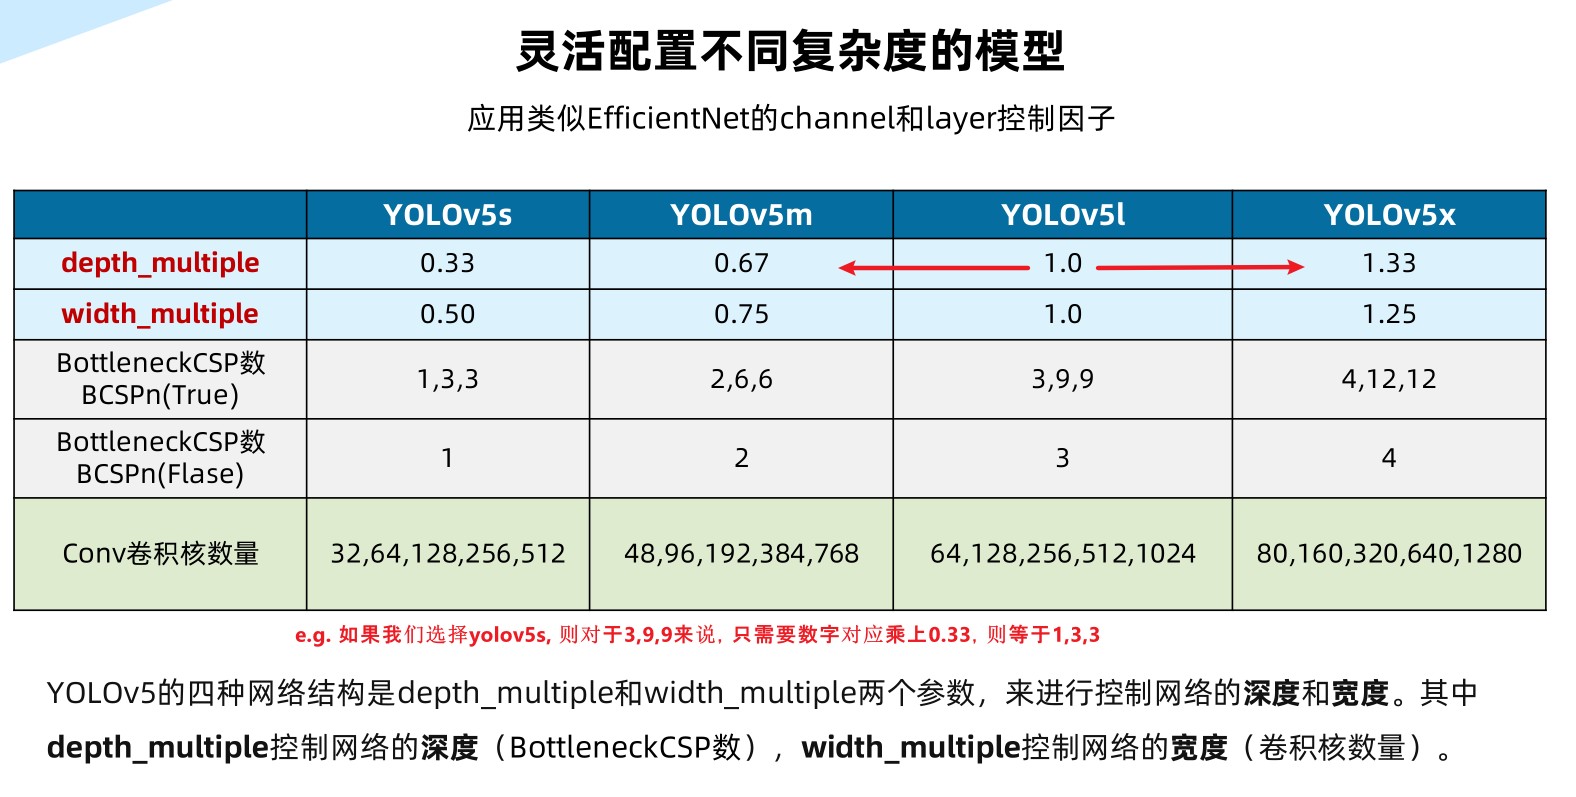 灵活配置不同复杂度的模型
应用类似EfficientNet的channel和layer控制因子
YOLOv5s YOLOv5m YOLOv5l YOLOv5x
depth_multiple 0.33 0.67 1.0 1.33
width_multiple 0.50 0.75 1.0 1.25
BottleneckCSP数
BCSPn(True) 1,3,3 2,6,6 3,9,9 4,12,12
BottleneckCSP数
BCSPn(Flase) 1 2 3 4
Conv卷积核数量 32,64,128,256,512 48,96,192,384,768 64,128,256,512,1024 80,160,320,640,1280
e.g. 如果我们选择yolov5s, 则对于3,9,9来说, 只需要数字对应乘上0.33, 则等于1,3,3
YOLOv5的四种网络结构是depth_multiple和width_multiple两个参数，来进行控制网络的深度和宽度。其中
depth_multiple控制网络的深度（BottleneckCSP数），width_multiple控制网络的宽度（卷积核数量）。